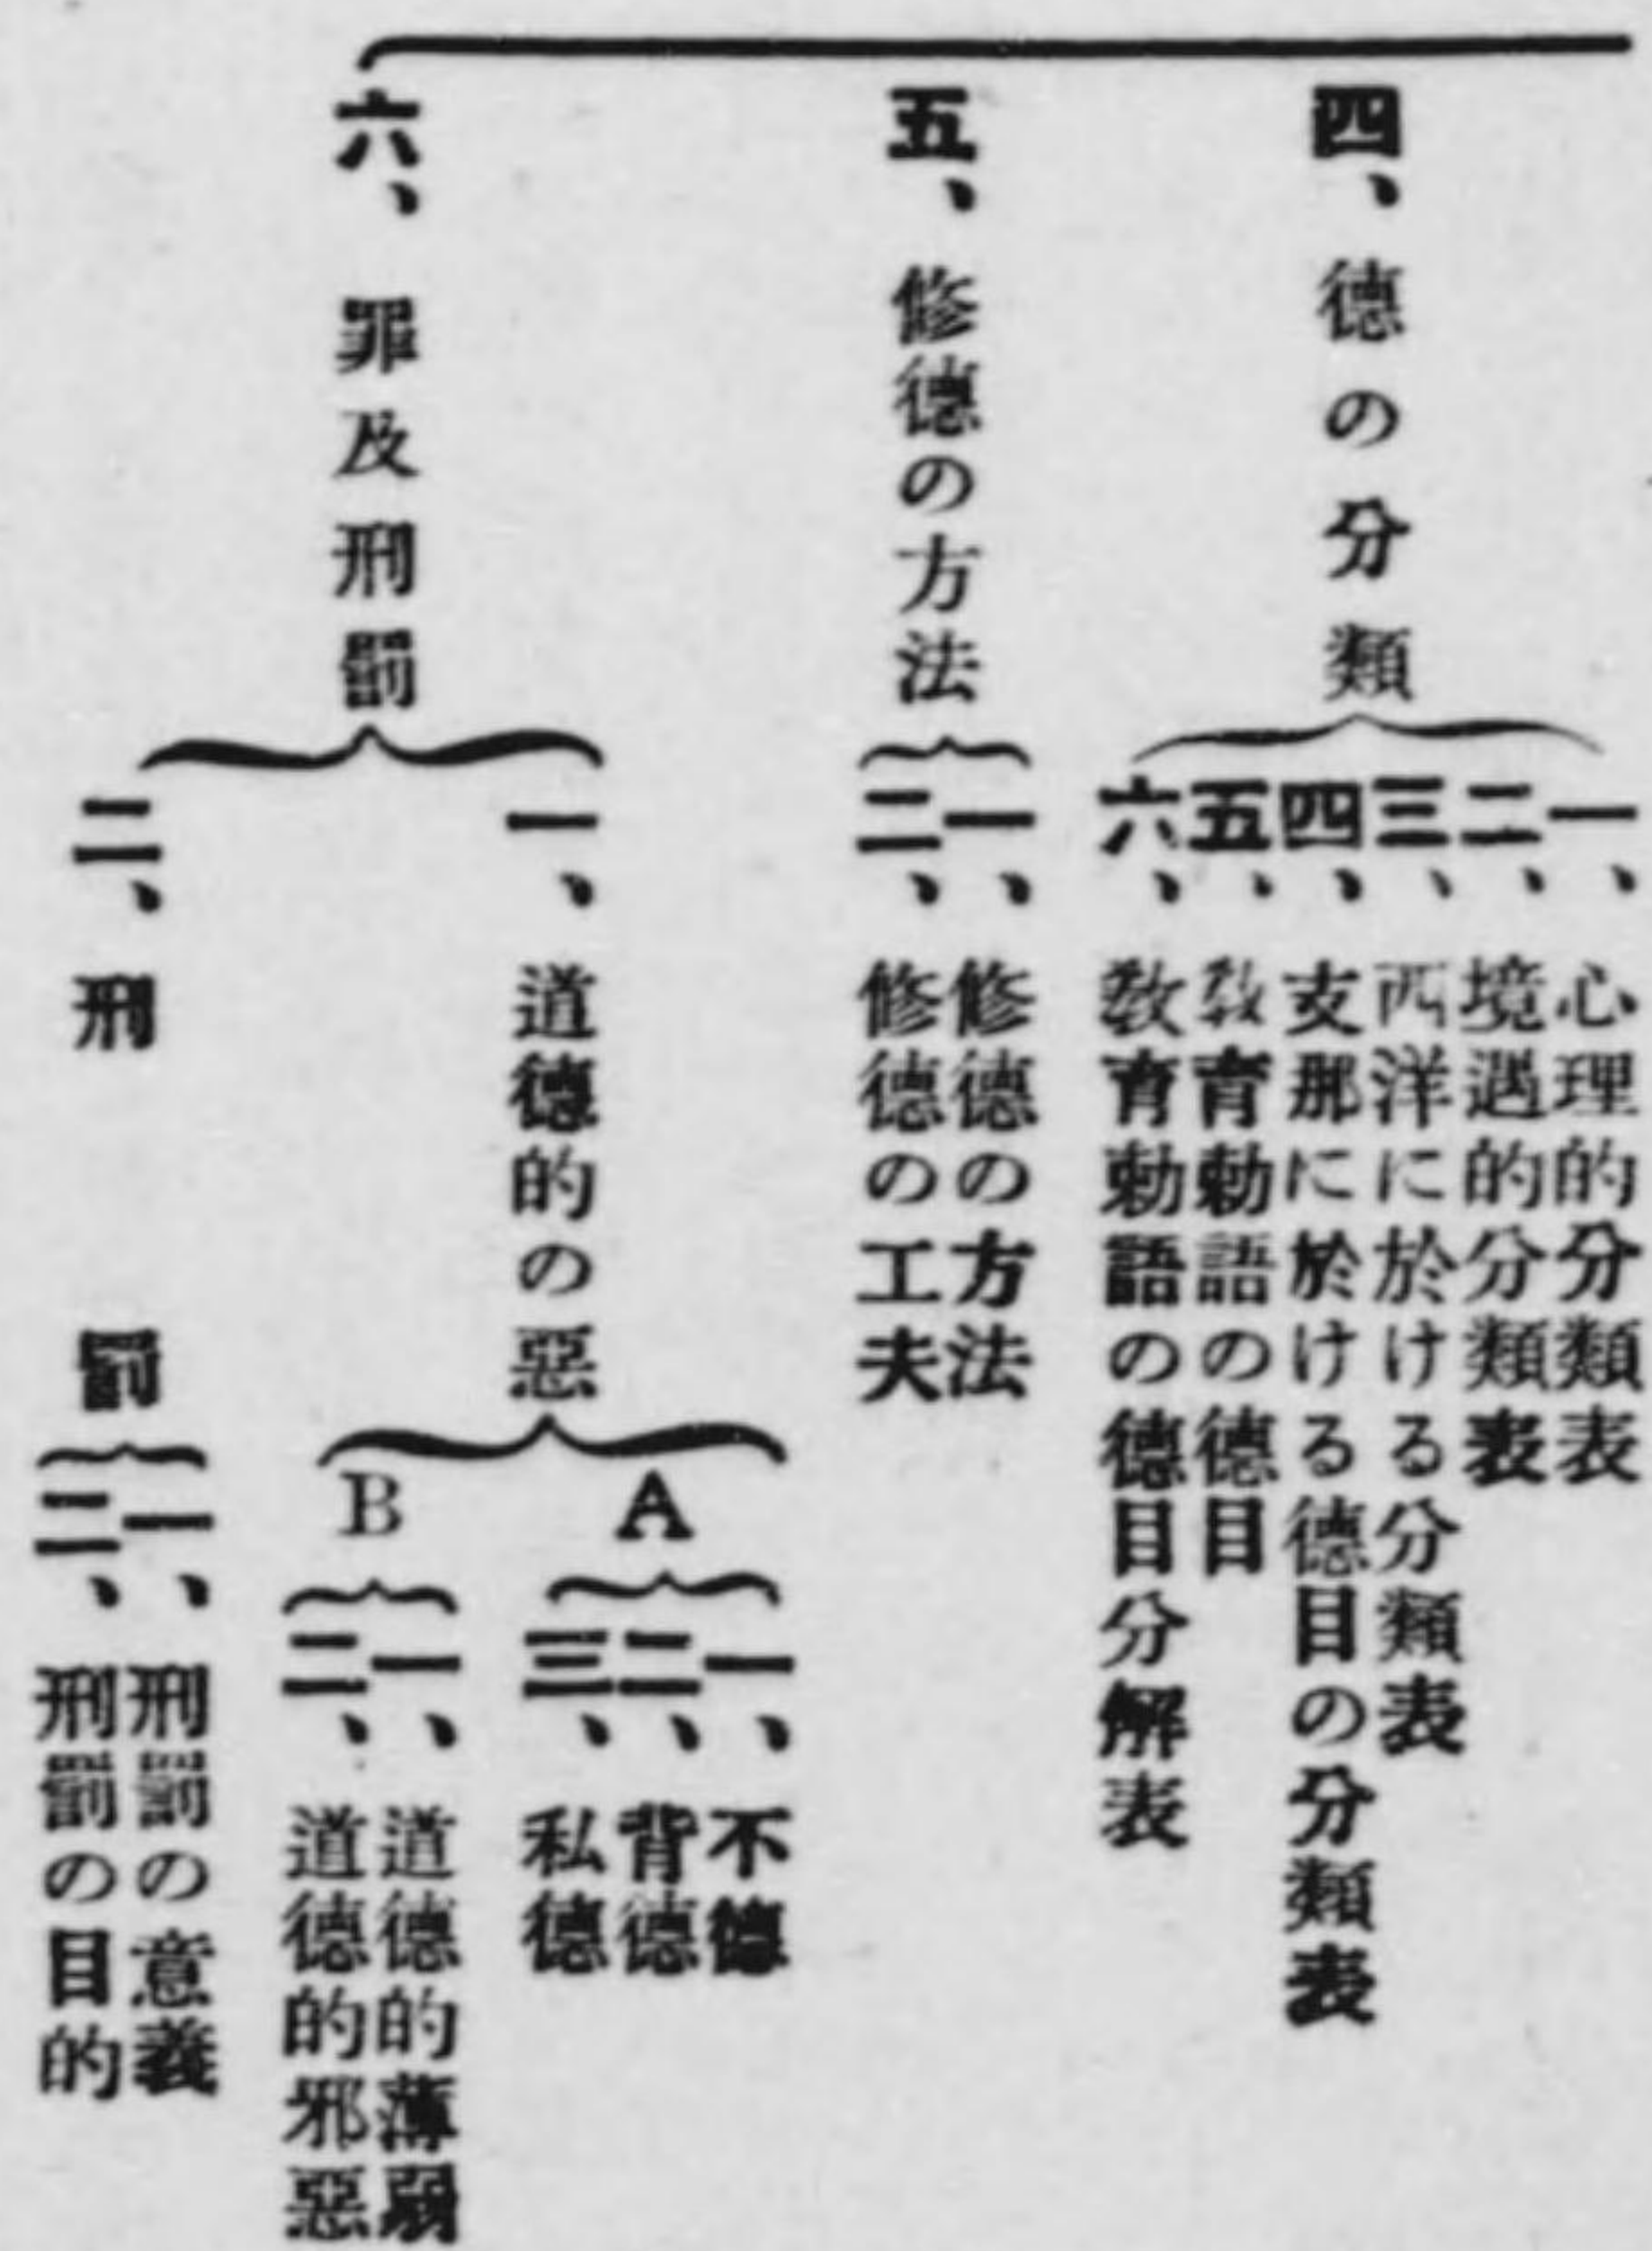 四、德の分類
一、心理的分類表
二、境遇的分類表
三、西洋に於ける分類表
四、支那に於ける德目の分類表
五、敎育勅語の德目
六、敎育勅語の德目分解表
五、修德の方法
一、修德の方法
二、修德の工夫
六、罪及刑罰
一、道德的の惡
A
一、不德
二、背德
三、私德
B
一、道德的薄弱
二、道德的邪惡
二、刑罰
一、刑罰の意義
二、刑罰の目的